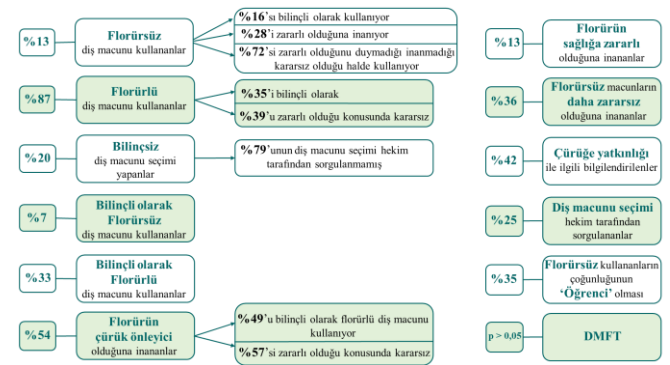 %13
Florürsüz
diş macunu kullananlar
%16'sı bilinçli olarak kullanıyor
%28'i zararlı olduğuna inanıyor
%72'si zararlı olduğunu duymadığı inanmadığı
kararsız olduğu halde kullanıyor
%87
Florürlü
diş macunu kullananlar
%35'i bilinçli olarak
%39'u zararlı olduğu konusunda kararsız
%20
Bilinçsiz
diş macunu seçimi
yapanlar
%79'unun diş macunu seçimi hekim
tarafından sorgulanmamış
%7
Bilinçli olarak
Florürsüz
diş macunu kullananlar
%33
Bilinçli olarak
Florürlü
diş macunu kullananlar
%54
Florürün
çürük önleyici
olduğuna inananlar
%49'u bilinçli olarak florürlü diş macunu
kullanıyor
%57'si zararlı olduğu konusunda kararsız
%13
Florürün
sağlığa zararlı
olduğuna inananlar
%36
Florürsüz macunların
daha zararsız
olduğuna inananlar
%42
Çürüğe yatkınlığı
ile ilgili bilgilendirilenler
%25
Diş macunu seçimi
hekim tarafından
sorgulananlar
%35
Florürsüz kullananların
çoğunluğunun
'Öğrenci' olması
p > 0,05
DMFT